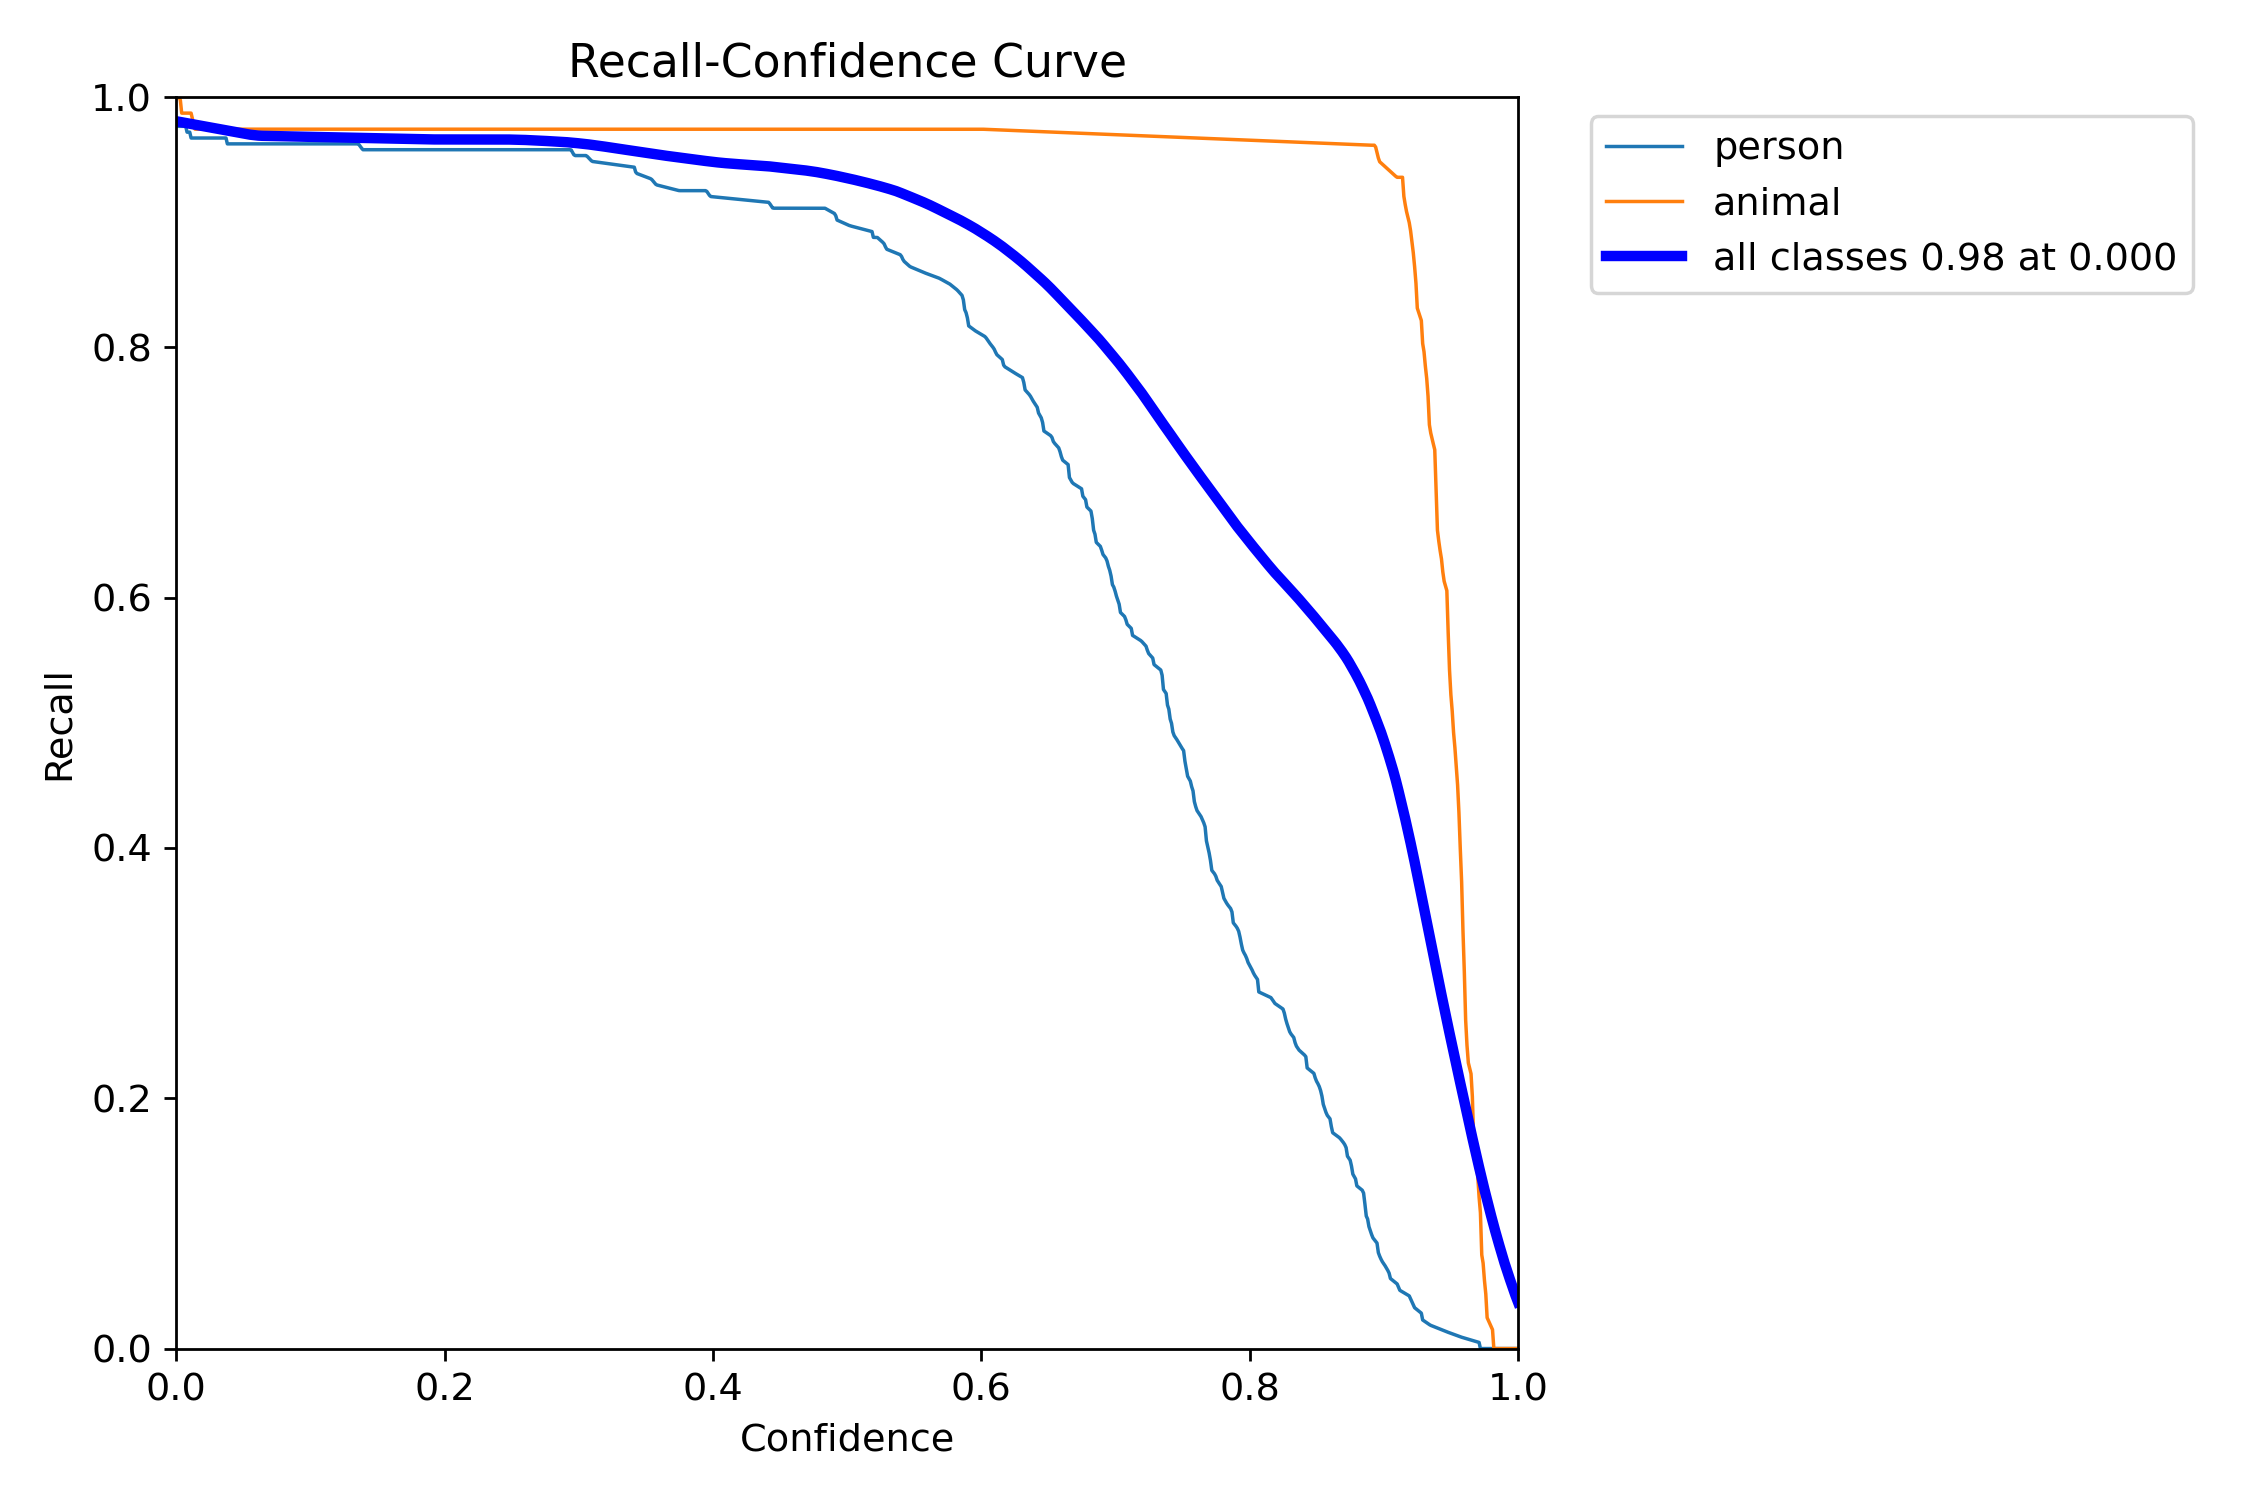 Recall-Confidence Curve
1.0
0.8
0.6
0.4
0.2
0.0
Recall
0.0 0.2 0.4 0.6 0.8 1.0
Confidence
person
animal
all classes 0.98 at 0.000